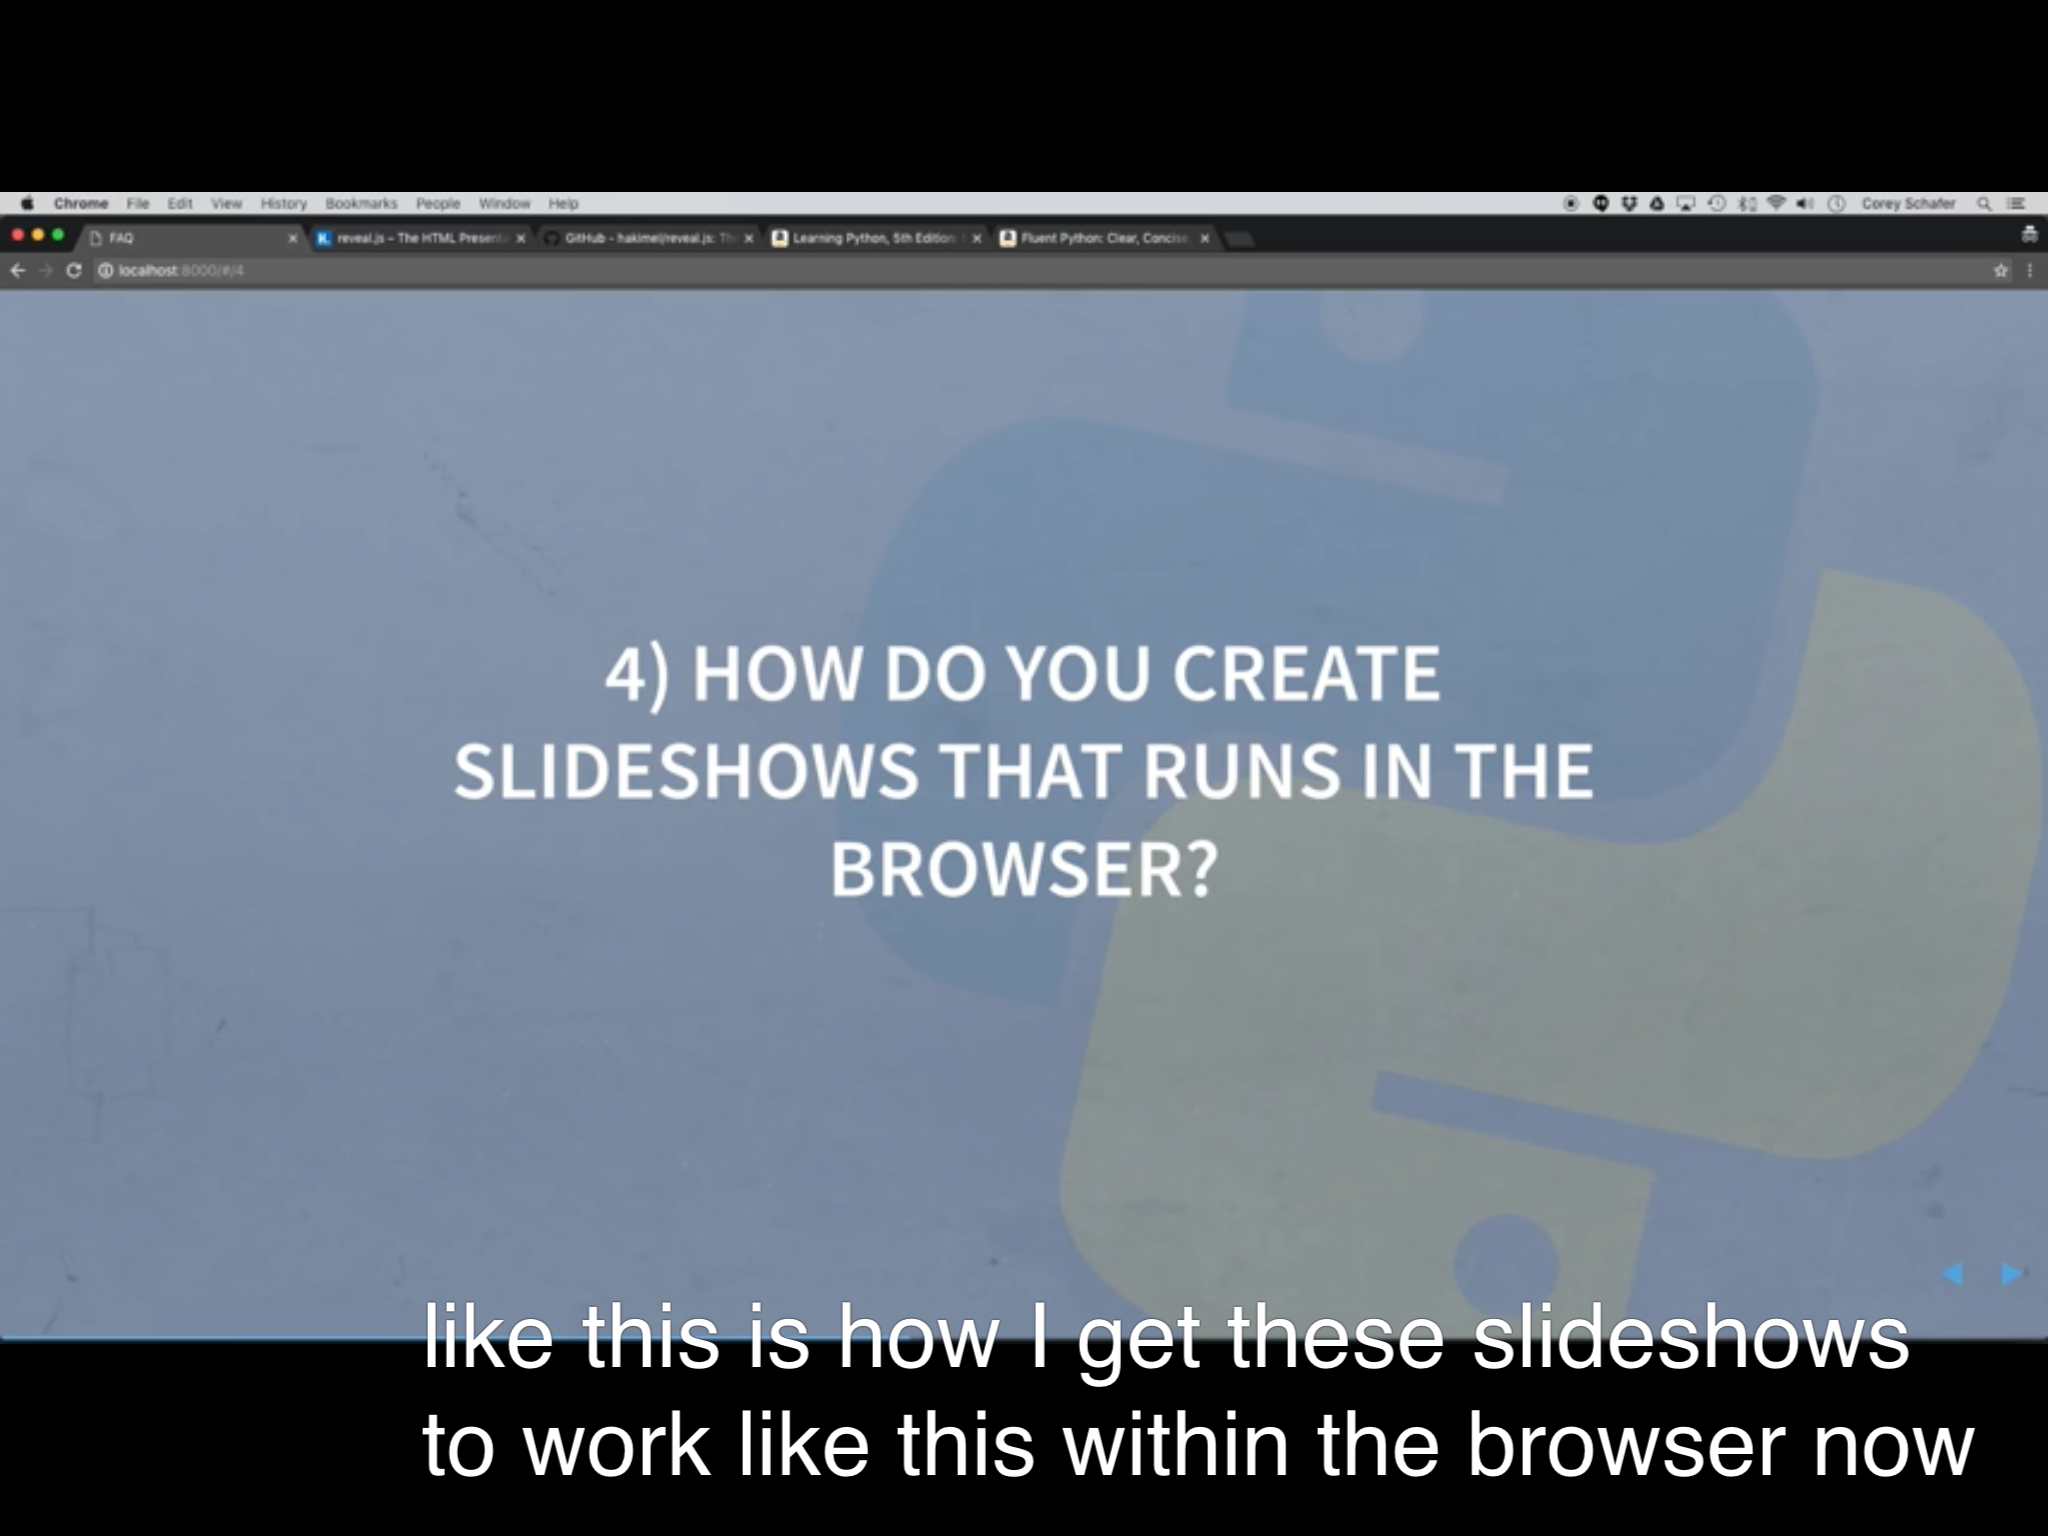 Chrome File Edit View History Bookmarks People Window Help Corey Schafer
FAQ reveal.js – The HTML Present GitHub - hakimel/reveal.js: Th Learning Python, 5th Edition: Fluent Python: Clear, Concise,
localhost:8000/#/4
4) HOW DO YOU CREATE
SLIDESHOWS THAT RUNS IN THE
BROWSER?
like this is how I get these slideshows
to work like this within the browser now